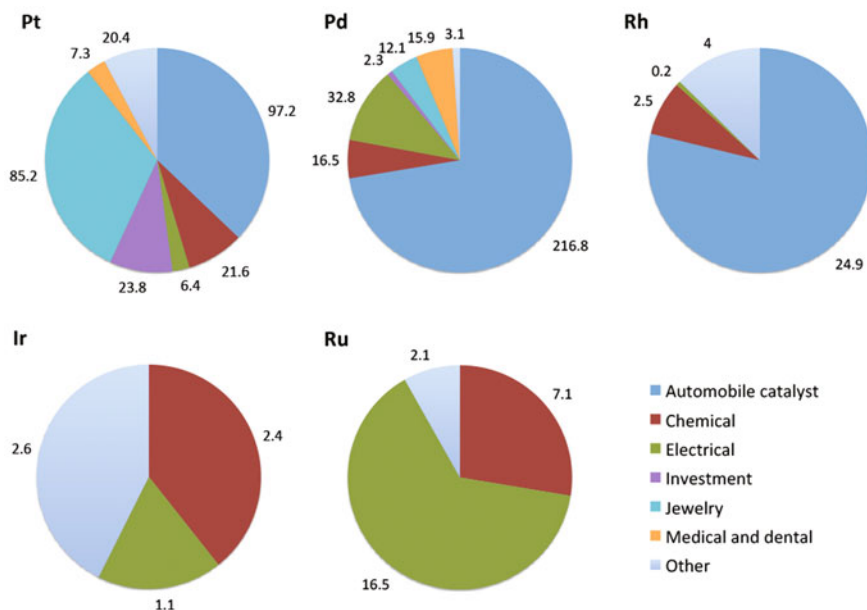 Pt
7.3
20.4
97.2
85.2
23.8
6.4
21.6
Pd
2.3
12.1
15.9
3.1
32.8
16.5
216.8
Rh
0.2
4
2.5
24.9
Ir
2.6
2.4
1.1
Ru
2.1
7.1
16.5
Automobile catalyst
Chemical
Electrical
Investment
Jewelry
Medical and dental
Other